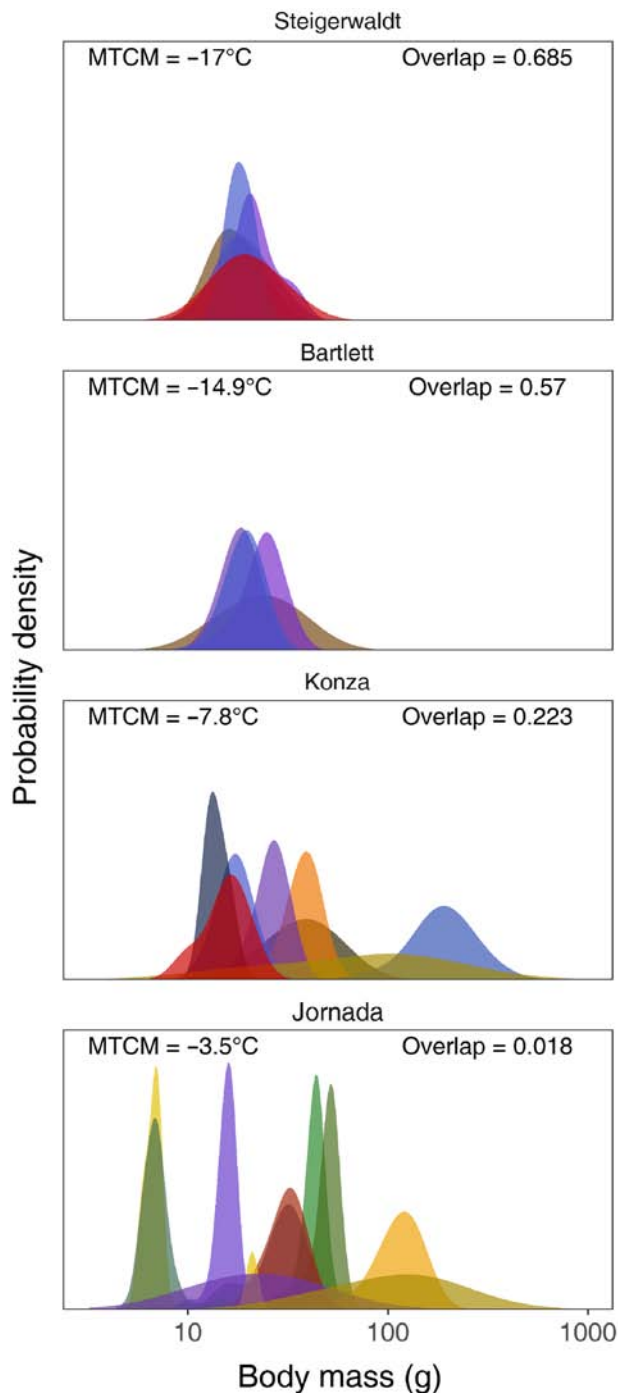 Steigerwaldt
MTCM = –17°C Overlap = 0.685
Bartlett
MTCM = –14.9°C Overlap = 0.57
Konza
MTCM = –7.8°C Overlap = 0.223
Jornada
MTCM = –3.5°C Overlap = 0.018
Probability density
10 100 1000
Body mass (g)